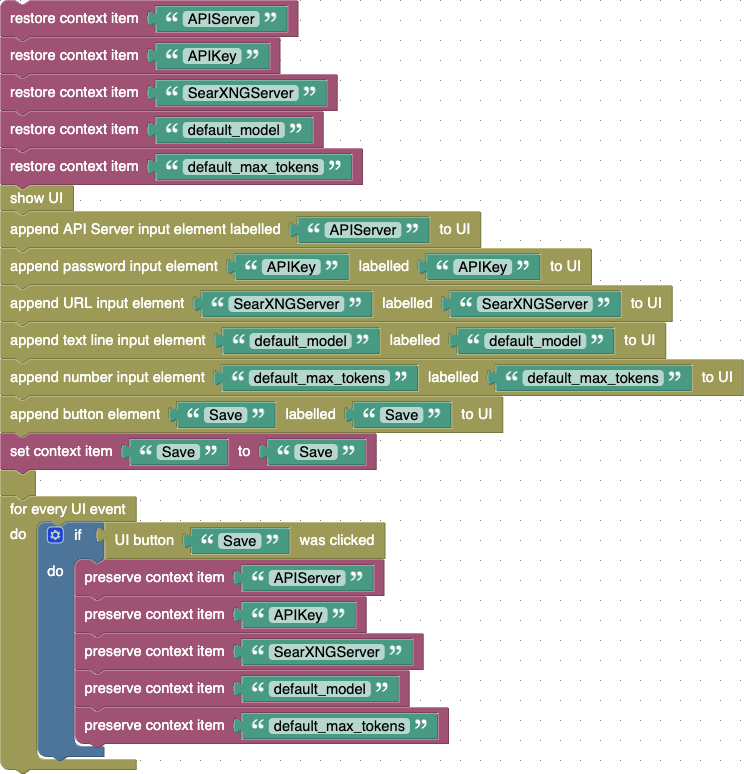 restore context item “ APIServer ”
restore context item “ APIKey ”
restore context item “ SearXNGServer ”
restore context item “ default_model ”
restore context item “ default_max_tokens ”
show UI
append API Server input element labelled “ APIServer ” to UI
append password input element “ APIKey ” labelled “ APIKey ” to UI
append URL input element “ SearXNGServer ” labelled “ SearXNGServer ” to UI
append text line input element “ default_model ” labelled “ default_model ” to UI
append number input element “ default_max_tokens ” labelled “ default_max_tokens ” to UI
append button element “ Save ” labelled “ Save ” to UI
set context item “ Save ” to “ Save ”
for every UI event
do if UI button “ Save ” was clicked
do preserve context item “ APIServer ”
preserve context item “ APIKey ”
preserve context item “ SearXNGServer ”
preserve context item “ default_model ”
preserve context item “ default_max_tokens ”